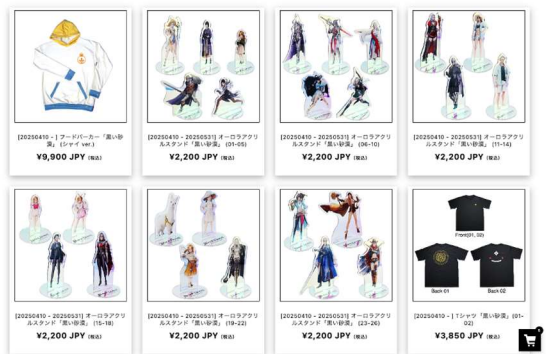 [20250410 - ] フードパーカー「黒い砂
漠」 (シャイ ver.)
¥9,900 JPY (税込)
[20250410 - 20250531] オーロラアクリ
ルスタンド「黒い砂漠」 (01-05)
¥2,200 JPY (税込)
[20250410 - 20250531] オーロラアクリ
ルスタンド「黒い砂漠」 (06-10)
¥2,200 JPY (税込)
[20250410 - 20250531] オーロラアクリ
ルスタンド「黒い砂漠」 (11-14)
¥2,200 JPY (税込)
Front(01, 02)
Back 01
Back 02
[20250410 - 20250531] オーロラアクリ
ルスタンド「黒い砂漠」 (15-18)
¥2,200 JPY (税込)
[20250410 - 20250531] オーロラアクリ
ルスタンド「黒い砂漠」 (19-22)
¥2,200 JPY (税込)
[20250410 - 20250531] オーロラアクリ
ルスタンド「黒い砂漠」 (23-26)
¥2,200 JPY (税込)
[20250410 - ] Tシャツ「黒い砂漠」(01-
02)
¥3,850 JPY (税込)